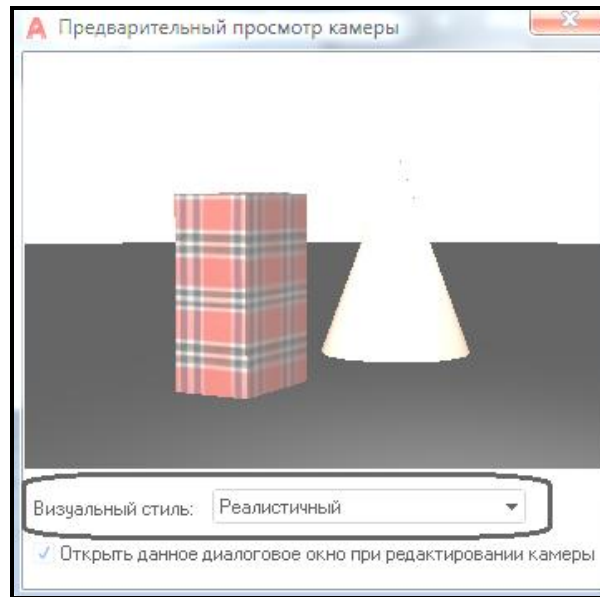 Предварительный просмотр камеры
Визуальный стиль: Реалистичный
Открыть данное диалоговое окно при редактировании камеры